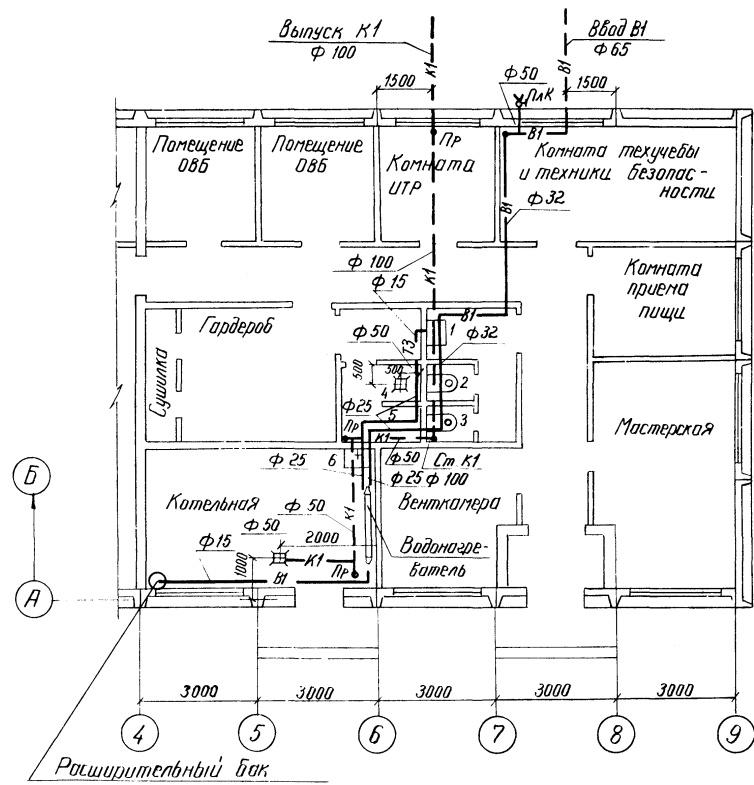 Выпуск К1
ф 100
Ввод В1
ф 65
К1
В1
1500
ф 50
ПлК
1500
Помещение
ОВБ
Помещение
ОВБ
Комната
ИТР
Пр
В1
Комната техучебы
и техники безопас-
ности
В1
ф 32
ф 100
К1
ф 15
Комната
приема
пищи
Гардероб
В1
1
ф 50
Т3
ф 32
Сушилка
500
500
2
4
ф 25
5
3
Пр
К1
Мастерская
ф 50
Ст К1
ф 25
6
ф 25
ф 100
Б
Котельная
ф 50
К1
Венткамера
ф 50
2000
Водонагре-
ватель
ф 15
1000
К1
Пр
В1
А
3000
3000
3000
3000
3000
4
5
6
7
8
9
Расширительный бак